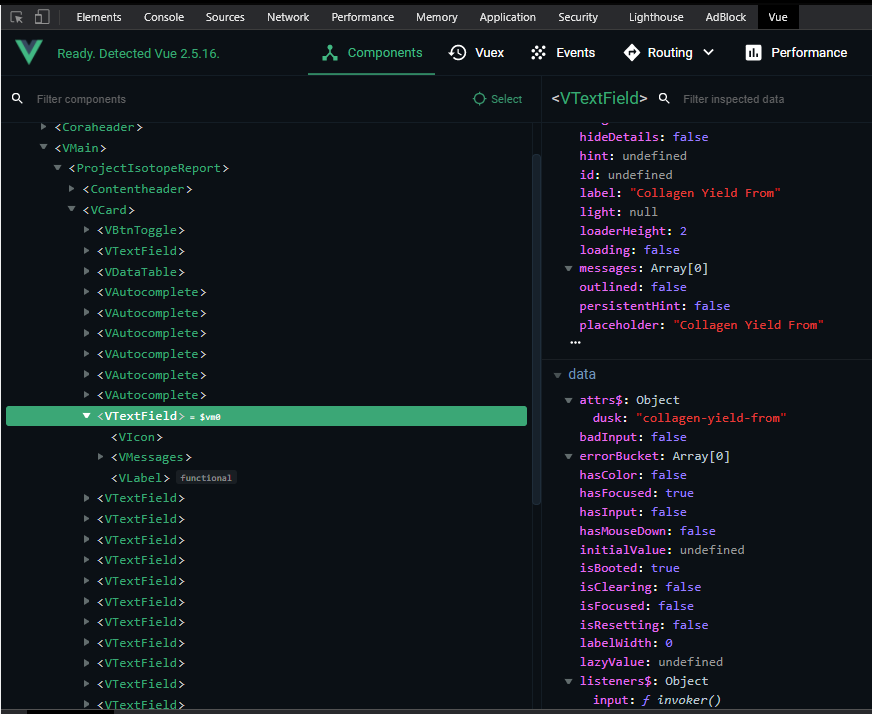 Elements Console Sources Network Performance Memory Application Security Lighthouse AdBlock Vue
Ready. Detected Vue 2.5.16.
Components Vuex Events Routing Performance
Filter components
Select
<Coraheader>
<VMain>
<ProjectIsotopeReport>
<Contentheader>
<VCard>
<VBtnToggle>
<VTextField>
<VDataTable>
<VAutocomplete>
<VAutocomplete>
<VAutocomplete>
<VAutocomplete>
<VAutocomplete>
<VAutocomplete>
<VTextField> = $vm0
<VIcon>
<VMessages>
<VLabel> functional
<VTextField>
<VTextField>
<VTextField>
<VTextField>
<VTextField>
<VTextField>
<VTextField>
<VTextField>
<VTextField>
<VTextField>
<VTextField>
<VTextField>
Filter inspected data
hideDetails: false
hint: undefined
id: undefined
label: "Collagen Yield From"
light: null
loaderHeight: 2
loading: false
messages: Array[0]
outlined: false
persistentHint: false
placeholder: "Collagen Yield From"
...
data
attrs$: Object
dusk: "collagen-yield-from"
badInput: false
errorBucket: Array[0]
hasColor: false
hasFocused: true
hasInput: false
hasMouseDown: false
initialValue: undefined
isBooted: true
isClearing: false
isFocused: false
isResetting: false
labelWidth: 0
lazyValue: undefined
listeners$: Object
input: ƒ invoker()